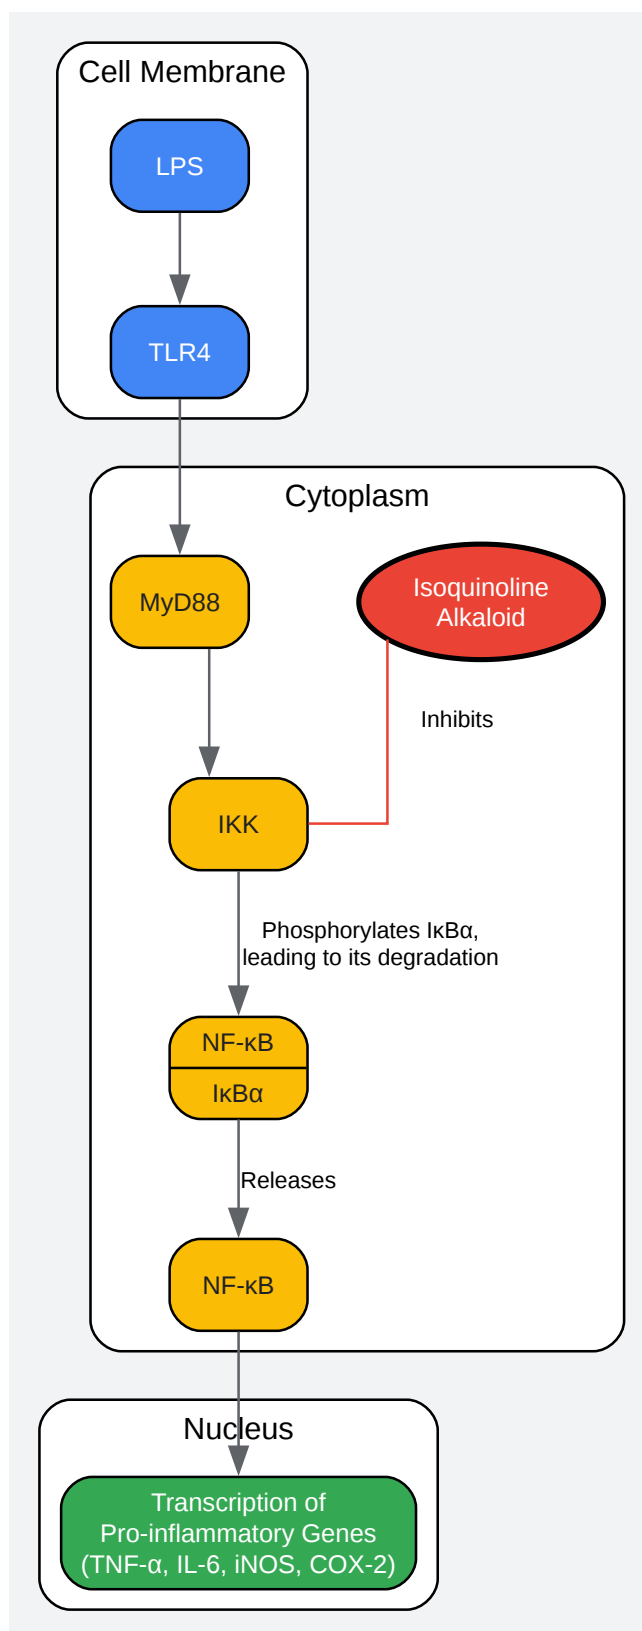 Cell Membrane
LPS
TLR4
Cytoplasm
MyD88
Isoquinoline
Alkaloid
Inhibits
IKK
Phosphorylates IκBα,
leading to its degradation
NF-κB
IκBα
Releases
NF-κB
Nucleus
Transcription of
Pro-inflammatory Genes
(TNF-α, IL-6, iNOS, COX-2)